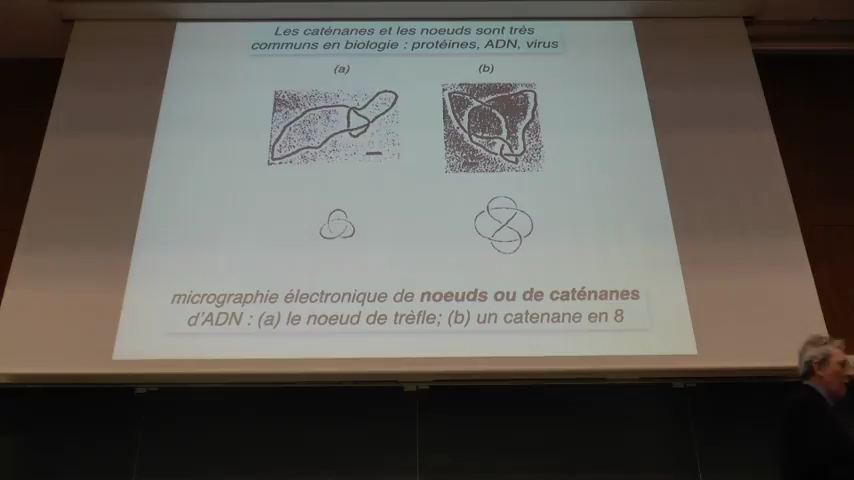 Les caténanes et les noeuds sont très
communs en biologie : protéines, ADN, virus
(a)
(b)
micrographie électronique de noeuds ou de caténanes
d'ADN : (a) le noeud de trèfle; (b) un catenane en 8